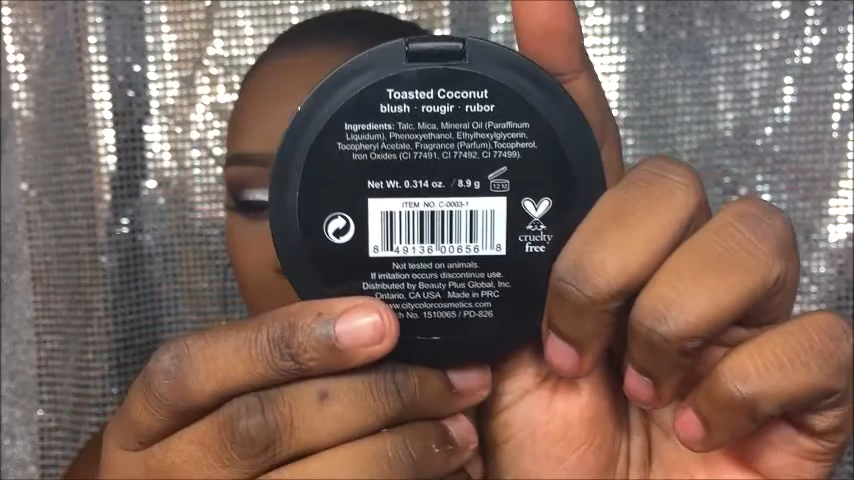 Toasted Coconut
blush · rougir · rubor
Ingredients: Talc, Mica, Mineral Oil (Paraffinum
Liquidum), Phenoxyethanol, Ethylhexylglycerin,
Tocopheryl Acetate, Fragrance (Parfum), Tocopherol,
Iron Oxides (CI 77491, CI 77492, CI 77499).
Net Wt. 0.314 oz. / 8.9 g
12 M
ITEM NO. C-0003-1
8 49136 00656 8
cruelty
free
Not tested on animals.
If irritation occurs discontinue use.
Distributed by Beauty Plus Global, Inc.
Ontario, CA USA Made in PRC
www.citycolorcosmetics.com
No. 1510065 / PD-826